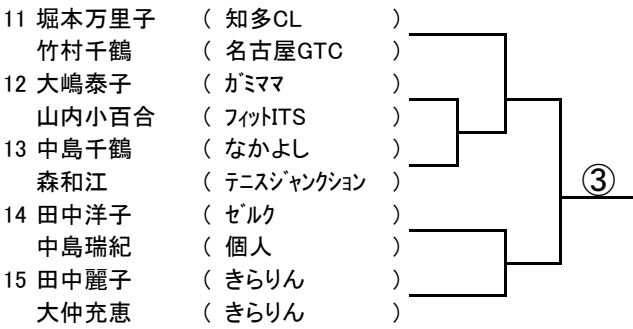 11 堀本万里子 ( 知多CL )
竹村千鶴 ( 名古屋GTC )
12 大嶋泰子 ( ガミママ )
山内小百合 ( フィットITS )
13 中島千鶴 ( なかよし )
森和江 ( テニスジャンクション )
③
14 田中洋子 ( ゼルク )
中島瑞紀 ( 個人 )
15 田中麗子 ( きらりん )
大仲充恵 ( きらりん )